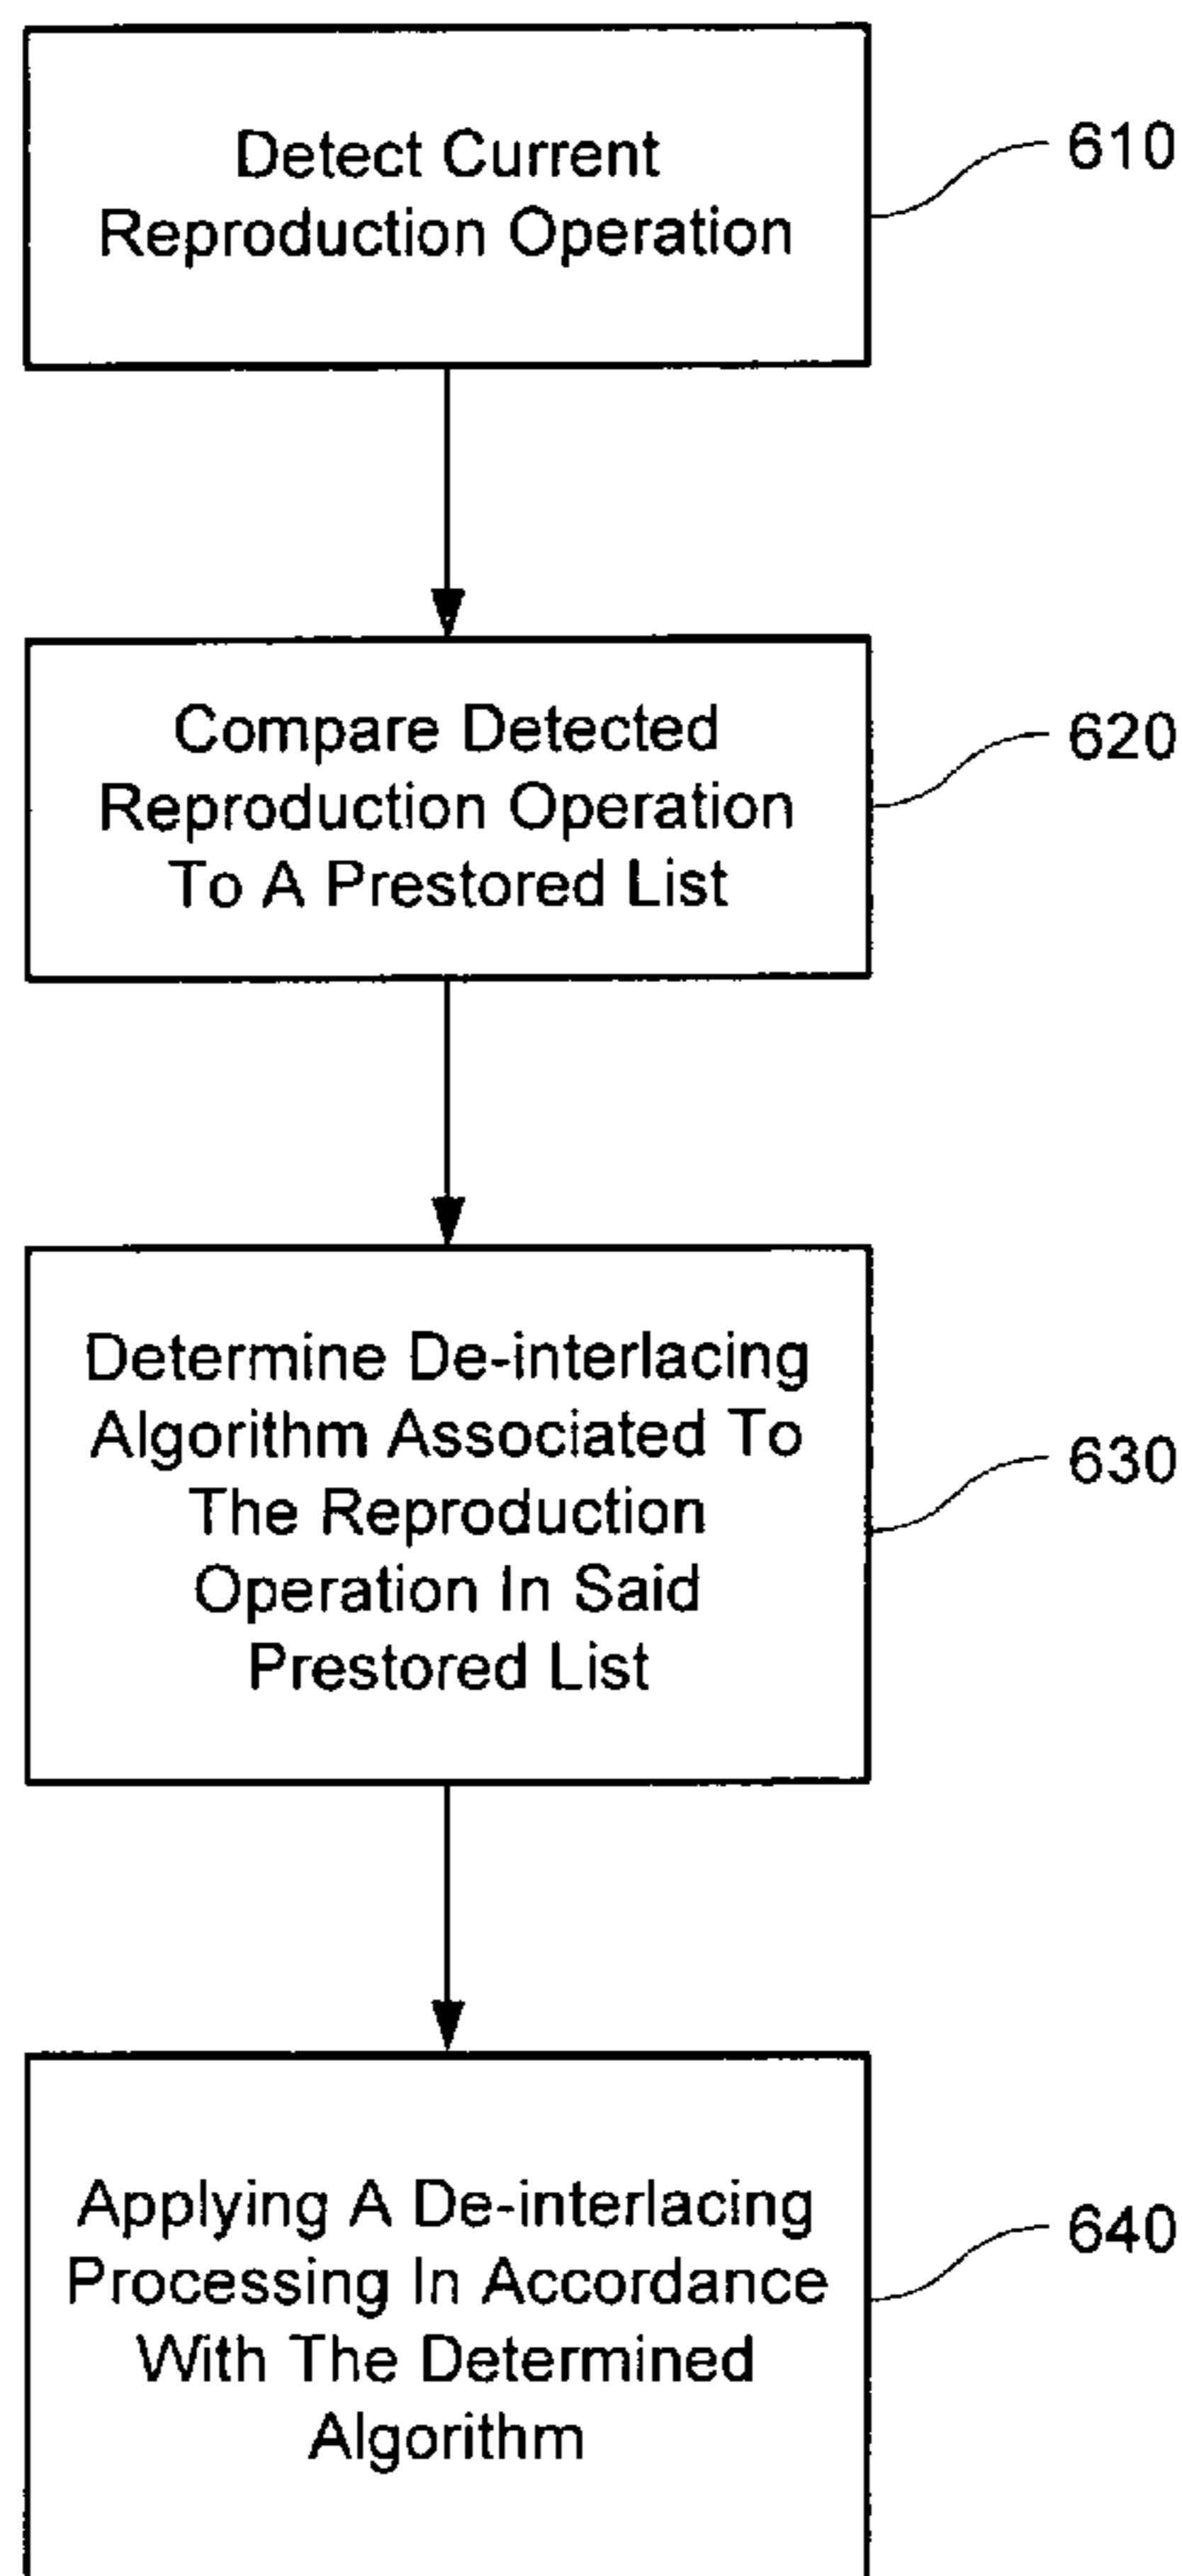 Detect Current
Reproduction Operation
610
Compare Detected
Reproduction Operation
To A Prestored List
620
Determine De-interlacing
Algorithm Associated To
The Reproduction
Operation In Said
Prestored List
630
Applying A De-interlacing
Processing In Accordance
With The Determined
Algorithm
640